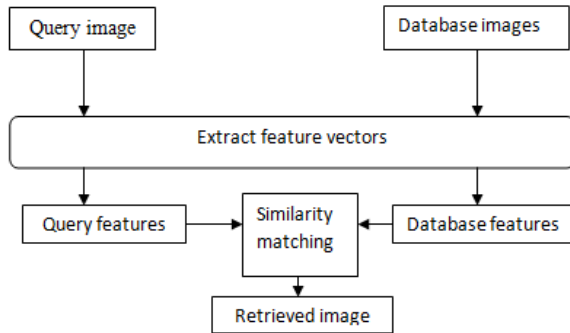 Query image
Database images
Extract feature vectors
Query features
Similarity
matching
Database features
Retrieved image